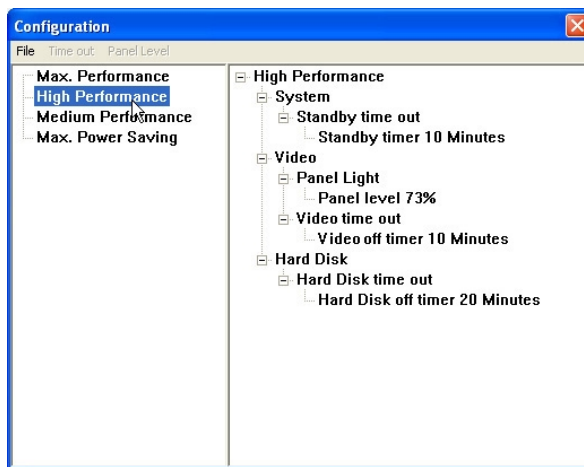 Configuration
File Time out Panel Level
Max. Performance
High Performance
Medium Performance
Max. Power Saving
High Performance
System
Standby time out
Standby timer 10 Minutes
Video
Panel Light
Panel level 73%
Video time out
Video off timer 10 Minutes
Hard Disk
Hard Disk time out
Hard Disk off timer 20 Minutes